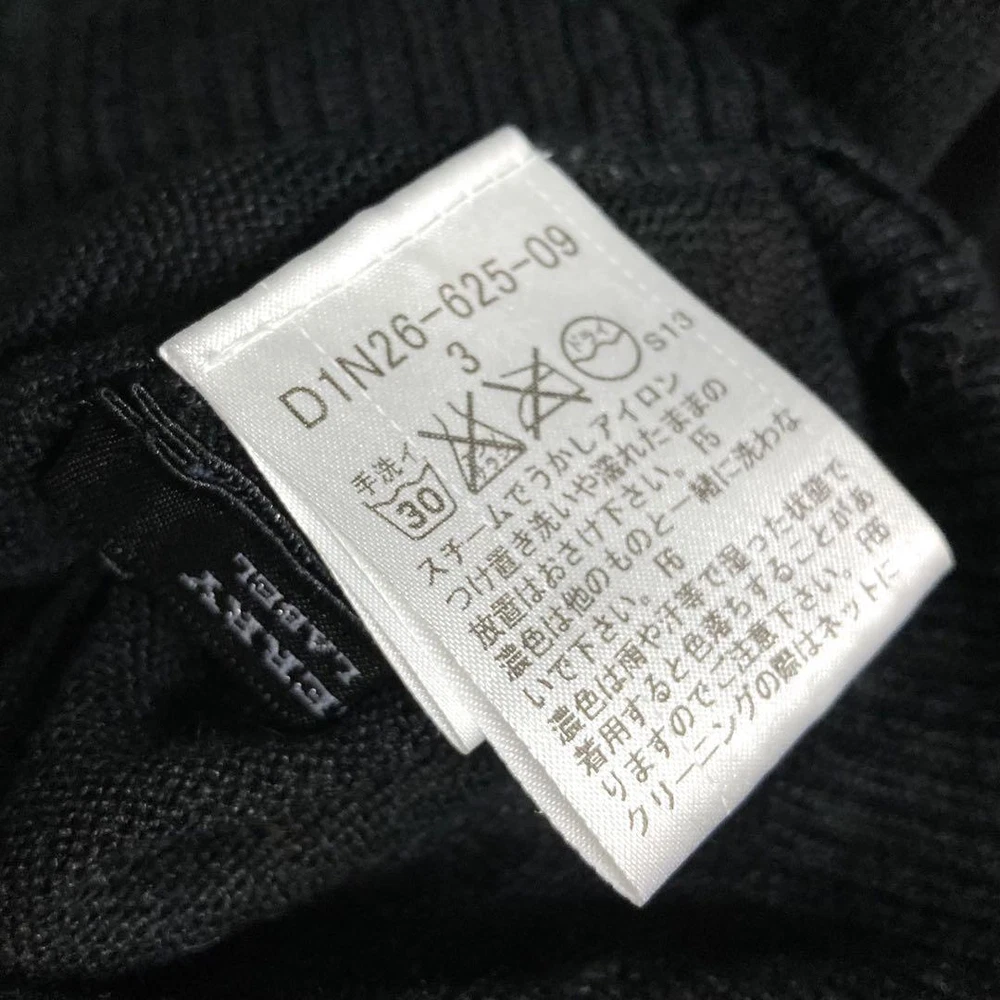 D1N26-625-09
3
手洗イ
30
ドライ
S13
スチームでうかしアイロン
つけ置き洗いや濡れたままの
放置はおさけ下さい。F5
濃色は他のものと一緒に洗わな
いで下さい。F6
濃色は雨や汗等で湿った状態で
着用すると色落ちすることがあ
りますのでご注意下さい。
クリーニングの際はネットに
ERRY
LABEL